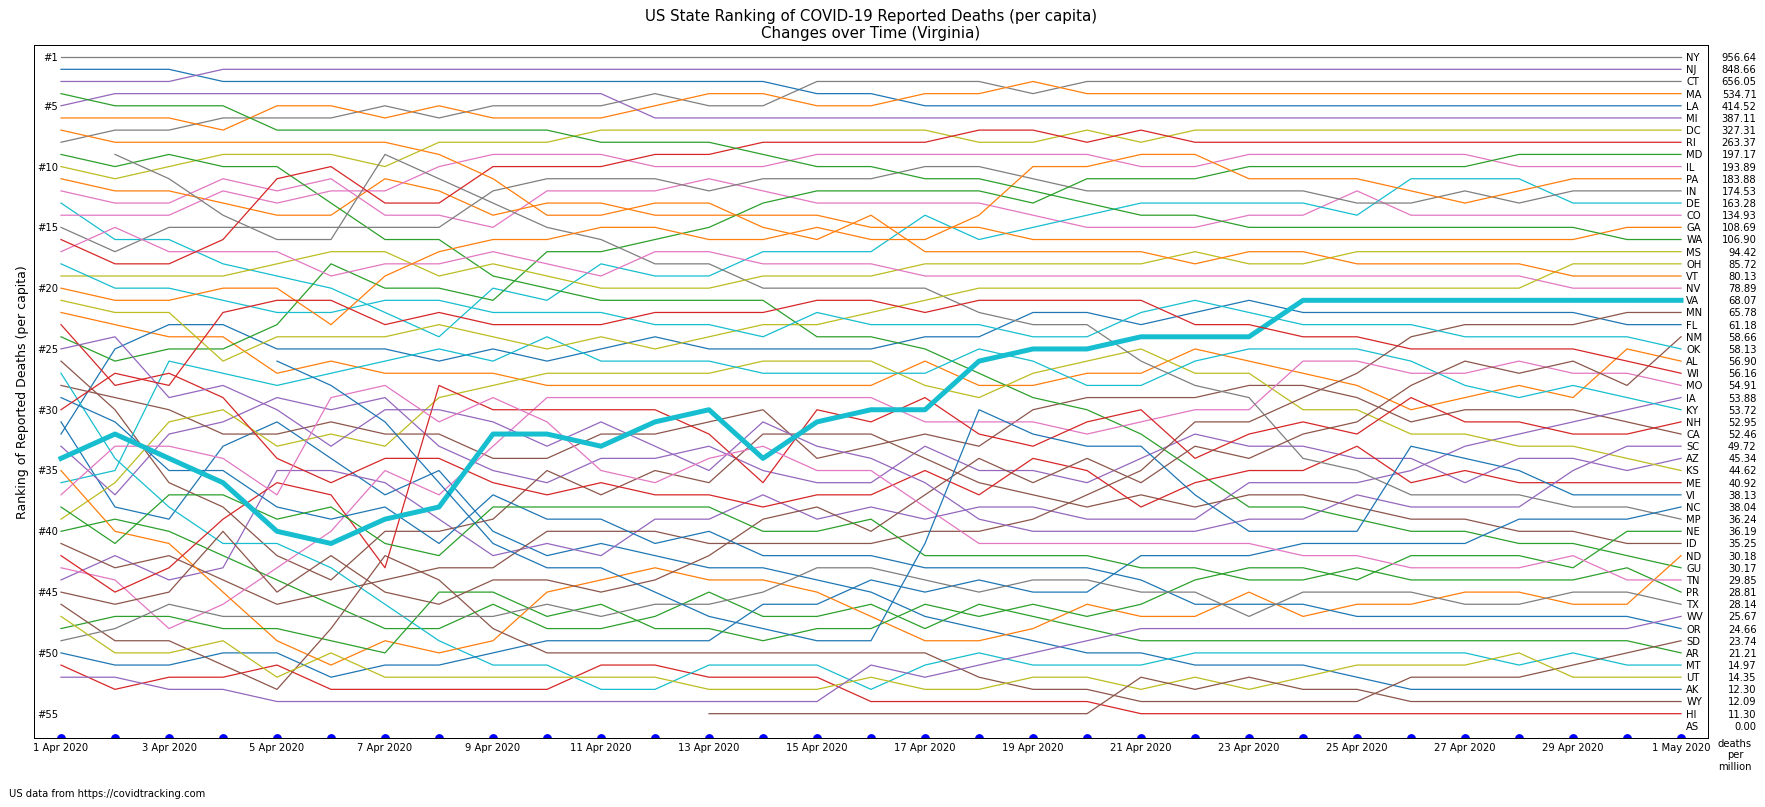 US State Ranking of COVID-19 Reported Deaths (per capita)
Changes over Time (Virginia)
Ranking of Reported Deaths (per capita)
#1
#5
#10
#15
#20
#25
#30
#35
#40
#45
#50
#55
NY 956.64
NJ 848.66
CT 656.05
MA 534.71
LA 414.52
MI 387.11
DC 327.31
RI 263.37
MD 197.17
IL 193.89
PA 183.88
IN 174.53
DE 163.28
CO 134.93
GA 108.69
WA 106.90
MS 94.42
OH 85.72
VT 80.13
NV 78.89
VA 68.07
MN 65.78
FL 61.18
NM 58.66
OK 58.13
AL 56.90
WI 56.16
MO 54.91
IA 53.88
KY 53.72
NH 52.95
CA 52.46
SC 49.72
AZ 45.34
KS 44.62
ME 40.92
VI 38.13
NC 38.04
MP 36.24
NE 36.19
ID 35.25
ND 30.18
GU 30.17
TN 29.85
PR 28.81
TX 28.14
WV 25.67
OR 24.66
SD 23.74
AR 21.21
MT 14.97
UT 14.35
AK 12.30
WY 12.09
HI 11.30
AS 0.00
1 Apr 2020
3 Apr 2020
5 Apr 2020
7 Apr 2020
9 Apr 2020
11 Apr 2020
13 Apr 2020
15 Apr 2020
17 Apr 2020
19 Apr 2020
21 Apr 2020
23 Apr 2020
25 Apr 2020
27 Apr 2020
29 Apr 2020
1 May 2020
deaths
per
million
US data from https://covidtracking.com